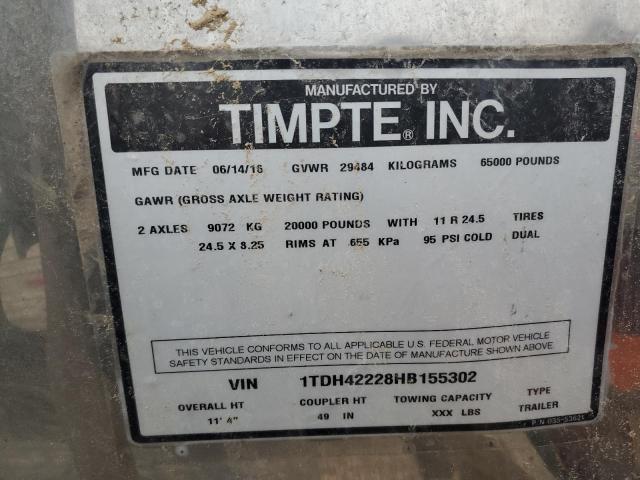 MANUFACTURED BY
TIMPTE® INC.
MFG DATE 06/14/16 GVWR 29484 KILOGRAMS 65000 POUNDS
GAWR (GROSS AXLE WEIGHT RATING)
2 AXLES 9072 KG 20000 POUNDS WITH 11 R 24.5 TIRES
24.5 X 8.25 RIMS AT 655 KPa 95 PSI COLD DUAL
THIS VEHICLE CONFORMS TO ALL APPLICABLE U.S. FEDERAL MOTOR VEHICLE
SAFETY STANDARDS IN EFFECT ON THE DATE OF MANUFACTURE SHOWN ABOVE.
VIN 1TDH42228HB155302
OVERALL HT COUPLER HT TOWING CAPACITY TYPE
11' 4" 49 IN XXX LBS TRAILER
P/N